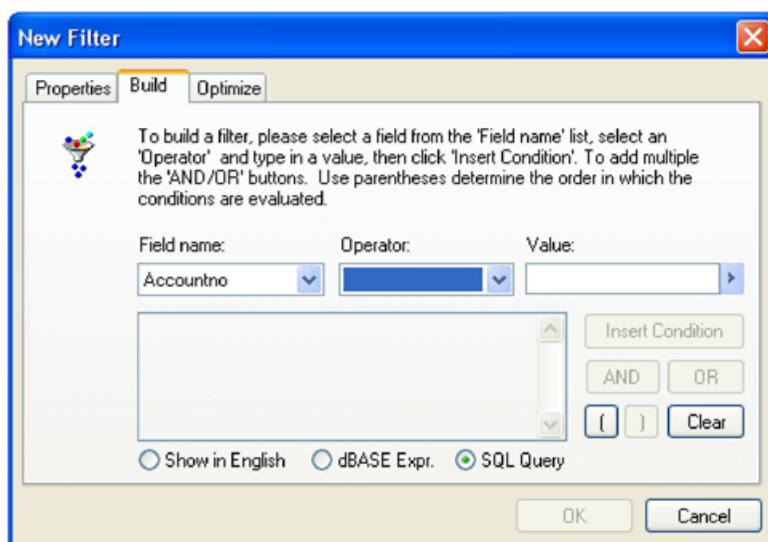 New Filter
Properties Build Optimize
To build a filter, please select a field from the 'Field name' list, select an
'Operator' and type in a value, then click 'Insert Condition'. To add multiple
the 'AND/OR' buttons. Use parentheses determine the order in which the
conditions are evaluated.
Field name: Operator: Value:
Accountno
Insert Condition
AND OR
( ) Clear
Show in English dBASE Expr. SQL Query
OK Cancel